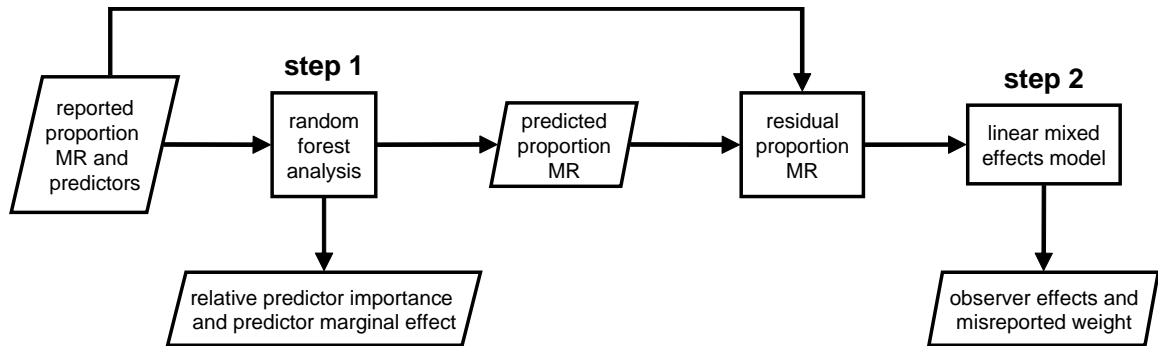 step 1
step 2
reported
proportion
MR and
predictors
random
forest
analysis
predicted
proportion
MR
residual
proportion
MR
linear mixed
effects model
relative predictor importance
and predictor marginal effect
observer effects and
misreported weight